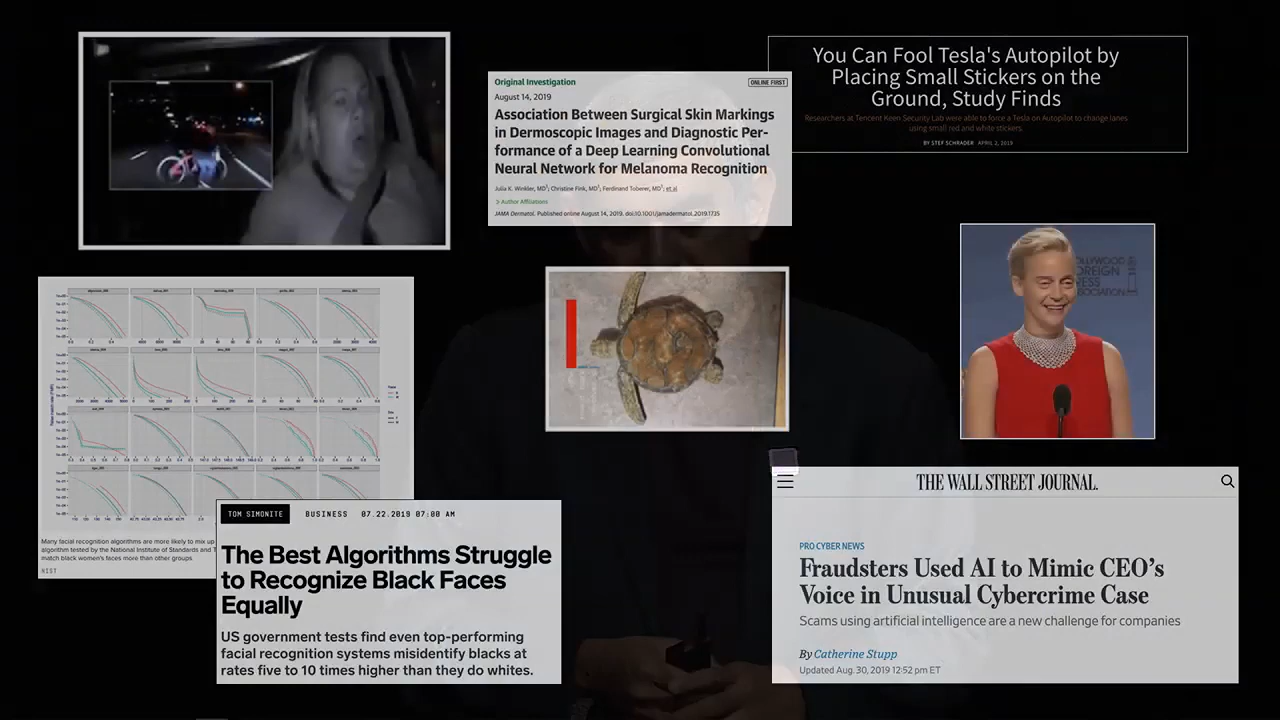 You Can Fool Tesla's Autopilot by
Placing Small Stickers on the
Ground, Study Finds
Researchers at Tencent Keen Security Lab were able to force a Tesla on Autopilot to change lanes
using small red and white stickers.
BY STEF SCHRADER APRIL 2, 2019
Original Investigation
ONLINE FIRST
August 14, 2019
Association Between Surgical Skin Markings
in Dermoscopic Images and Diagnostic Per-
formance of a Deep Learning Convolutional
Neural Network for Melanoma Recognition
Julia K. Winkler, MD1; Christine Fink, MD1; Ferdinand Toberer, MD1; et al
> Author Affiliations
JAMA Dermatol. Published online August 14, 2019. doi:10.1001/jamadermatol.2019.1735
HOLLYWOOD
FOREIGN
PRESS
ASSOCIATION
Many facial recognition algorithms are more likely to mix up
algorithm tested by the National Institute of Standards and T
match black women's faces more than other groups.
NIST
TOM SIMONITE BUSINESS 07.22.2019 07:00 AM
The Best Algorithms Struggle
to Recognize Black Faces
Equally
US government tests find even top-performing
facial recognition systems misidentify blacks at
rates five to 10 times higher than they do whites.
THE WALL STREET JOURNAL.
PRO CYBER NEWS
Fraudsters Used AI to Mimic CEO's
Voice in Unusual Cybercrime Case
Scams using artificial intelligence are a new challenge for companies
By Catherine Stupp
Updated Aug. 30, 2019 12:52 pm ET